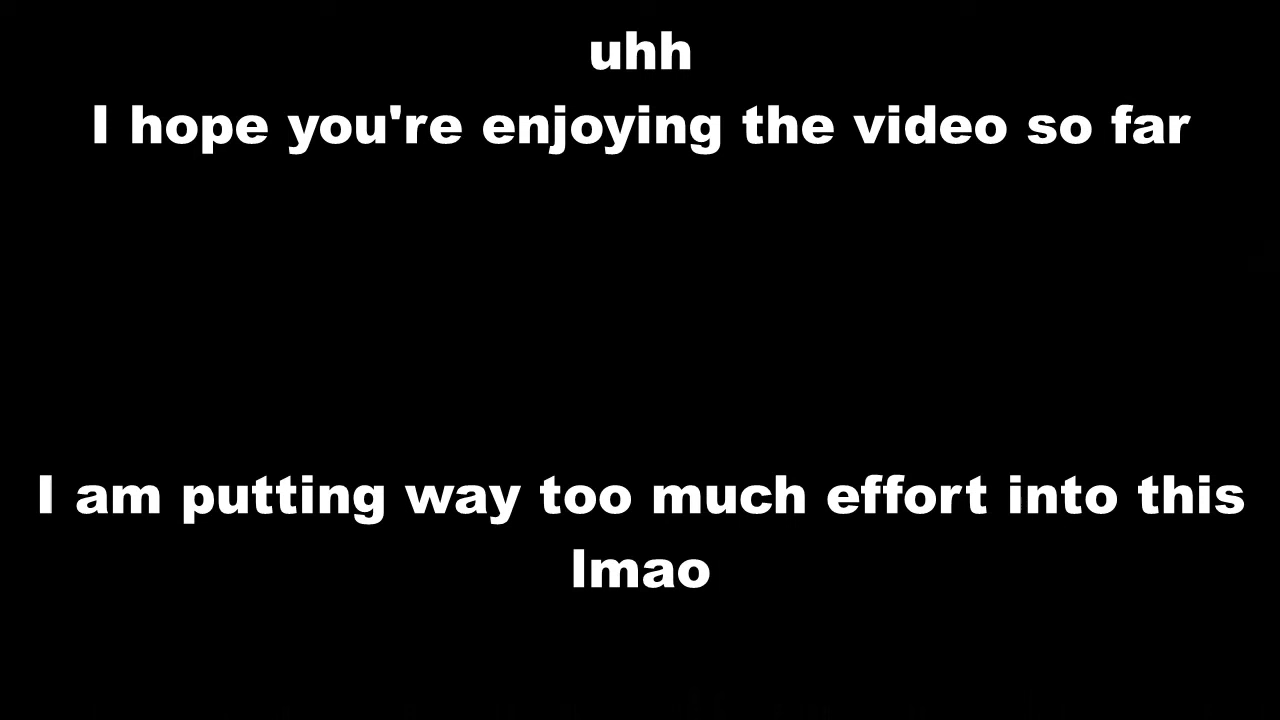 uhh
I hope you're enjoying the video so far
I am putting way too much effort into this
lmao